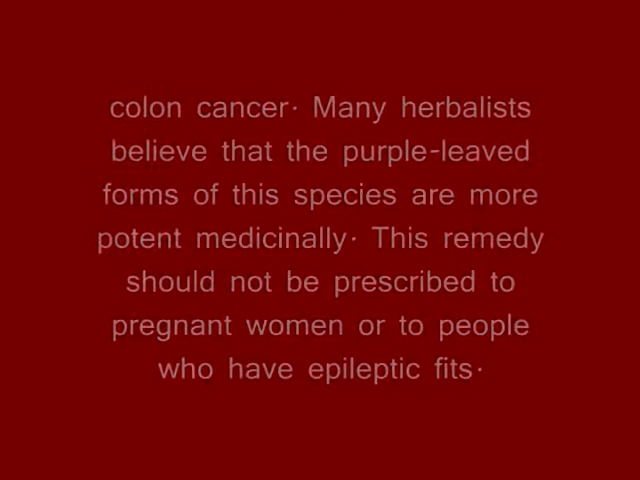 colon cancer· Many herbalists
believe that the purple-leaved
forms of this species are more
potent medicinally· This remedy
should not be prescribed to
pregnant women or to people
who have epileptic fits·